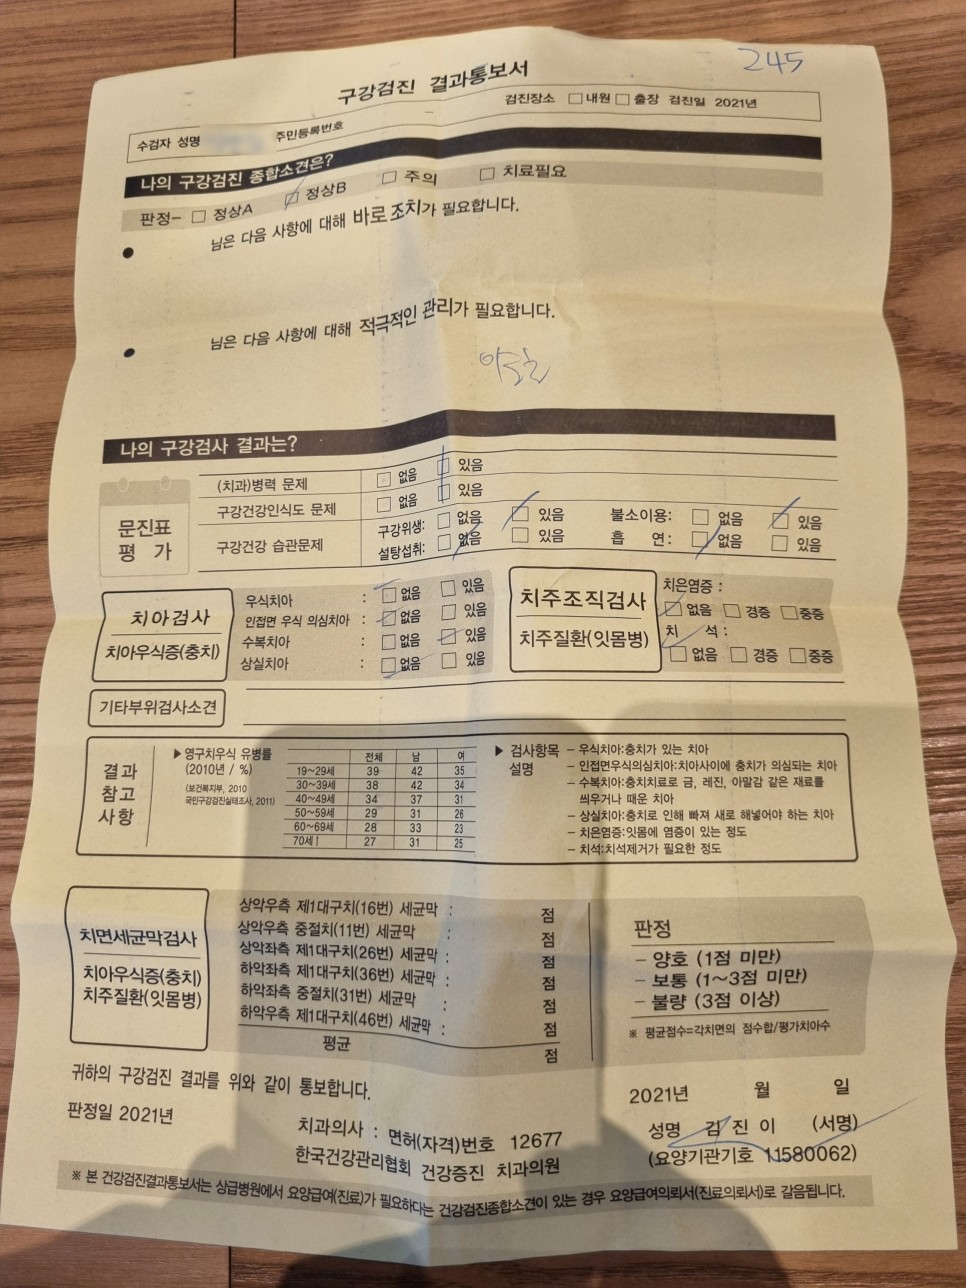 245
구강검진 결과통보서
검진장소 □내원 □출장 검진일 2021년
수검자 성명 주민등록번호
나의 구강검진 종합소견은?
판정- □ 정상A ☑ 정상B □ 주의 □ 치료필요
● 님은 다음 사항에 대해 바로 조치가 필요합니다.
● 님은 다음 사항에 대해 적극적인 관리가 필요합니다.
나의 구강검사 결과는?
문진표 평 가
(치과)병력 문제 □ 없음 ☑ 있음
구강건강인식도 문제 □ 없음 ☑ 있음
구강건강 습관문제
구강위생: □ 없음 ☑ 있음 불소이용: □ 없음 ☑ 있음
설탕섭취: ☑ 없음 □ 있음 흡 연: ☑ 없음 □ 있음
치아검사
치아우식증(충치)
우식치아 : ☑ 없음 □ 있음
인접면 우식 의심치아 : ☑ 없음 □ 있음
수복치아 : □ 없음 ☑ 있음
상실치아 : ☑ 없음 □ 있음
치주조직검사
치주질환(잇몸병)
치은염증 :
☑ 없음 □ 경증 □ 중증
치 석 :
☑ 없음 □ 경증 □ 중증
기타부위검사소견
결과
참고
사항
▶ 영구치우식 유병률
(2010년 / %)
(보건복지부, 2010
국민구강검진실태조사, 2011)
전체 남 여
19~29세 39 42 35
30~39세 38 42 34
40~49세 34 37 31
50~59세 29 31 26
60~69세 28 33 23
70세↑ 27 31 25
▶ 검사항목 설명
- 우식치아:충치가 있는 치아
- 인접면우식의심치아:치아사이에 충치가 의심되는 치아
- 수복치아:충치치료로 금, 레진, 아말감 같은 재료를
씌우거나 때운 치아
- 상실치아:충치로 인해 빠져 새로 해넣어야 하는 치아
- 치은염증:잇몸에 염증이 있는 정도
- 치석:치석제거가 필요한 정도
치면세균막검사
치아우식증(충치)
치주질환(잇몸병)
상악우측 제1대구치(16번) 세균막 : 점
상악우측 중절치(11번) 세균막 : 점
상악좌측 제1대구치(26번) 세균막 : 점
하악좌측 제1대구치(36번) 세균막 : 점
하악좌측 중절치(31번) 세균막 : 점
하악우측 제1대구치(46번) 세균막 : 점
평균 점
판정
- 양호 (1점 미만)
- 보통 (1~3점 미만)
- 불량 (3점 이상)
※ 평균점수=각치면의 점수합/평가치아수
귀하의 구강검진 결과를 위와 같이 통보합니다.
2021년 월 일
판정일 2021년
치과의사 : 면허(자격)번호 12677
성명 김 진 이 (서명)
한국건강관리협회 건강증진 치과의원
(요양기관기호 11580062)
※ 본 건강검진결과통보서는 상급병원에서 요양급여(진료)가 필요하다는 건강검진종합소견이 있는 경우 요양급여의뢰서(진료의뢰서)로 갈음됩니다.